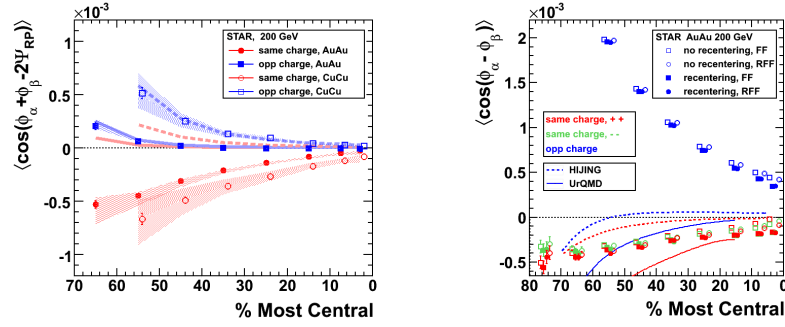 ×10⁻³
⟨cos(ϕα+ϕβ-2ΨRP)⟩
STAR, 200 GeV
same charge, AuAu
opp charge, AuAu
same charge, CuCu
opp charge, CuCu
1
0.5
0
-0.5
-1
70 60 50 40 30 20 10 0
% Most Central
×10⁻³
⟨cos(ϕα - ϕβ)⟩
STAR AuAu 200 GeV
no recentering, FF
no recentering, RFF
recentering, FF
recentering, RFF
same charge, ++
same charge, --
opp charge
HIJING
UrQMD
2
1.5
1
0.5
0
-0.5
80 70 60 50 40 30 20 10 0
% Most Central